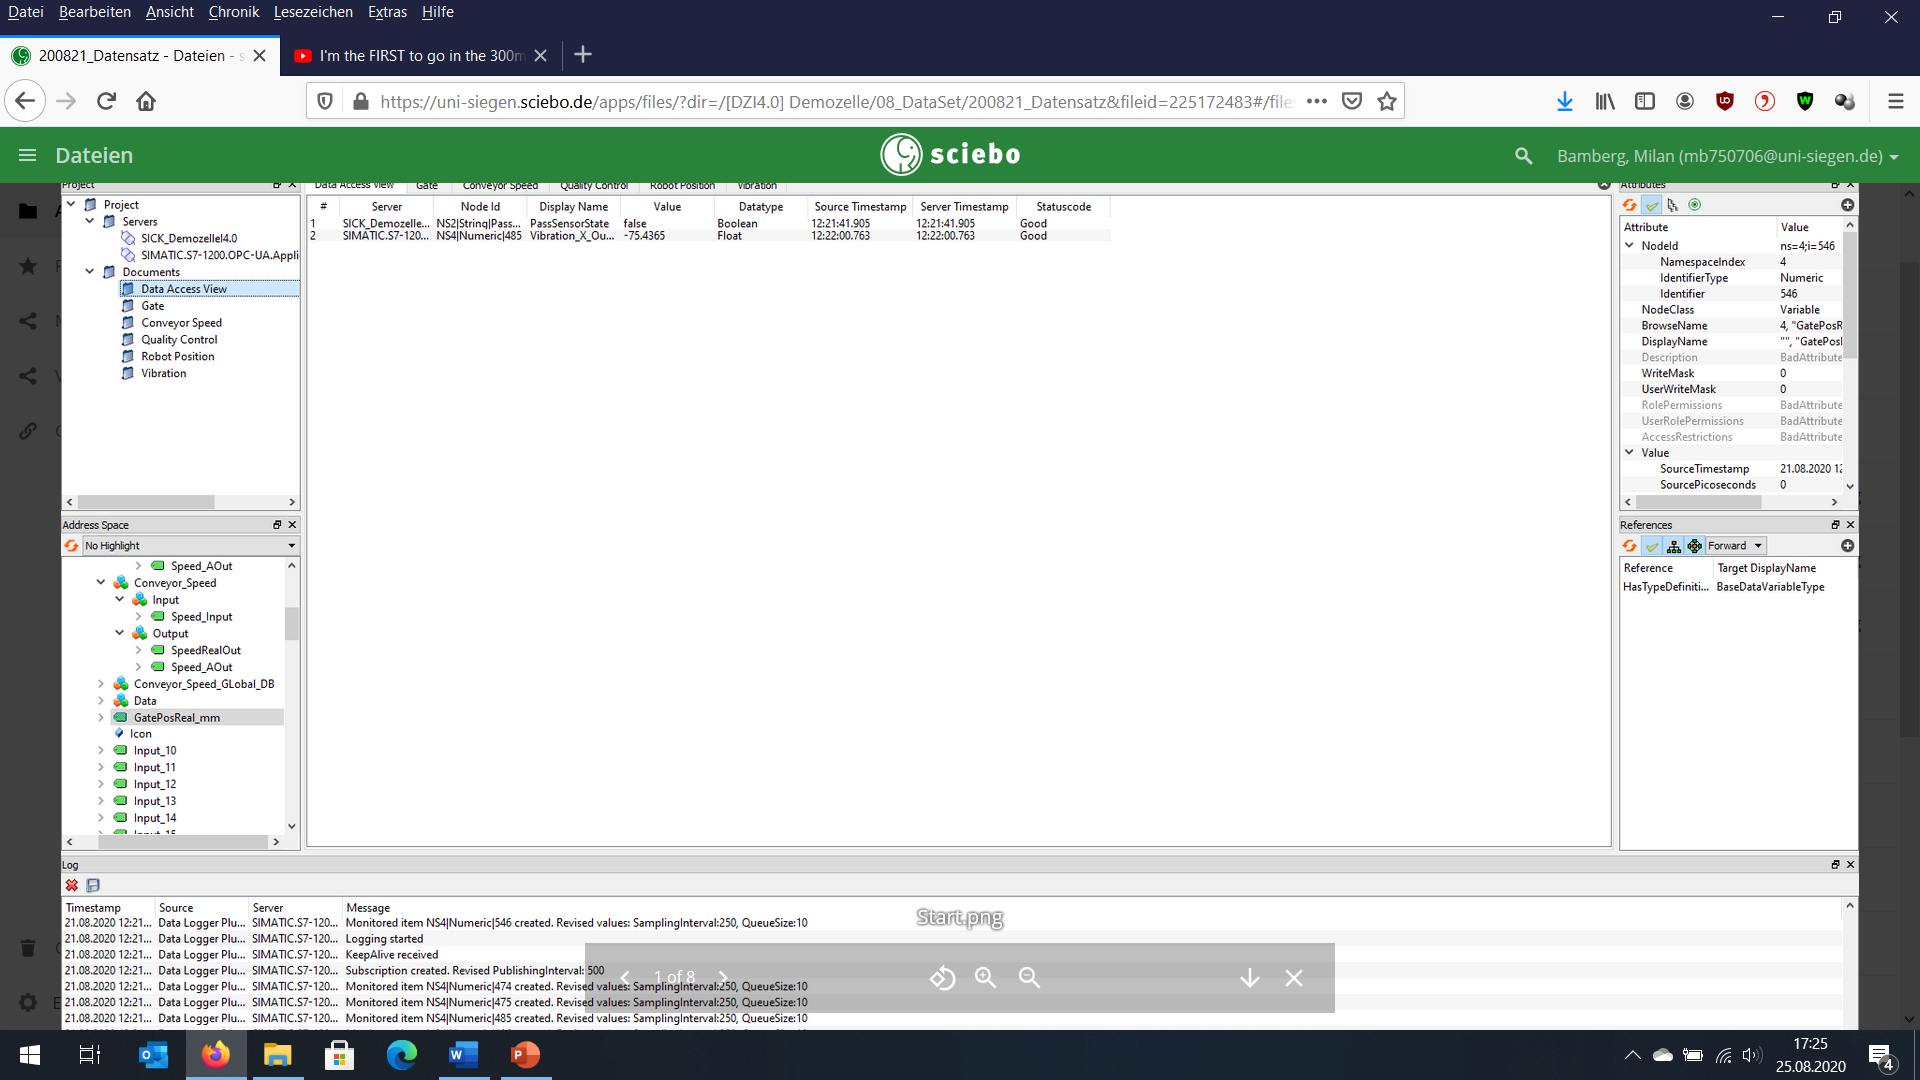 Datei Bearbeiten Ansicht Chronik Lesezeichen Extras Hilfe
200821_Datensatz - Dateien - s
I'm the FIRST to go in the 300m
https://uni-siegen.sciebo.de/apps/files/?dir=/[DZI4.0] Demozelle/08_DataSet/200821_Datensatz&fileid=225172483#/files
Dateien
sciebo
Bamberg, Milan (mb750706@uni-siegen.de)
Project
Project
Servers
SICK_DemozelleI4.0
SIMATIC.S7-1200.OPC-UA.Appli
Documents
Data Access View
Gate
Conveyor Speed
Quality Control
Robot Position
Vibration
Data Access View Gate Conveyor Speed Quality Control Robot Position Vibration
# Server Node Id Display Name Value Datatype Source Timestamp Server Timestamp Statuscode
1 SICK_Demozelle... NS2|String|Pass... PassSensorState false Boolean 12:21:41.905 12:21:41.905 Good
2 SIMATIC.S7-120... NS4|Numeric|485 Vibration_X_Ou... -75.4365 Float 12:22:00.763 12:22:00.763 Good
Attributes
Attribute Value
NodeId ns=4;i=546
NamespaceIndex 4
IdentifierType Numeric
Identifier 546
NodeClass Variable
BrowseName 4, "GatePosR
DisplayName "", "GatePosI
Description BadAttribute
WriteMask 0
UserWriteMask 0
RolePermissions BadAttribute
UserRolePermissions BadAttribute
AccessRestrictions BadAttribute
Value
SourceTimestamp 21.08.2020 12
SourcePicoseconds 0
Address Space
No Highlight
Speed_AOut
Conveyor_Speed
Input
Speed_Input
Output
SpeedRealOut
Speed_AOut
Conveyor_Speed_GLobal_DB
Data
GatePosReal_mm
Icon
Input_10
Input_11
Input_12
Input_13
Input_14
Input_15
References
Forward
Reference Target DisplayName
HasTypeDefiniti... BaseDataVariableType
Log
Timestamp Source Server Message
21.08.2020 12:21... Data Logger Plu... SIMATIC.S7-120... Monitored item NS4|Numeric|546 created. Revised values: SamplingInterval:250, QueueSize:10
21.08.2020 12:21... Data Logger Plu... SIMATIC.S7-120... Logging started
21.08.2020 12:21... Data Logger Plu... SIMATIC.S7-120... KeepAlive received
21.08.2020 12:21... Data Logger Plu... SIMATIC.S7-120... Subscription created. Revised PublishingInterval: 500
21.08.2020 12:21... Data Logger Plu... SIMATIC.S7-120... Monitored item NS4|Numeric|474 created. Revised values: SamplingInterval:250, QueueSize:10
21.08.2020 12:21... Data Logger Plu... SIMATIC.S7-120... Monitored item NS4|Numeric|475 created. Revised values: SamplingInterval:250, QueueSize:10
21.08.2020 12:21... Data Logger Plu... SIMATIC.S7-120... Monitored item NS4|Numeric|485 created. Revised values: SamplingInterval:250, QueueSize:10
Start.png
1 of 8
17:25
25.08.2020
4